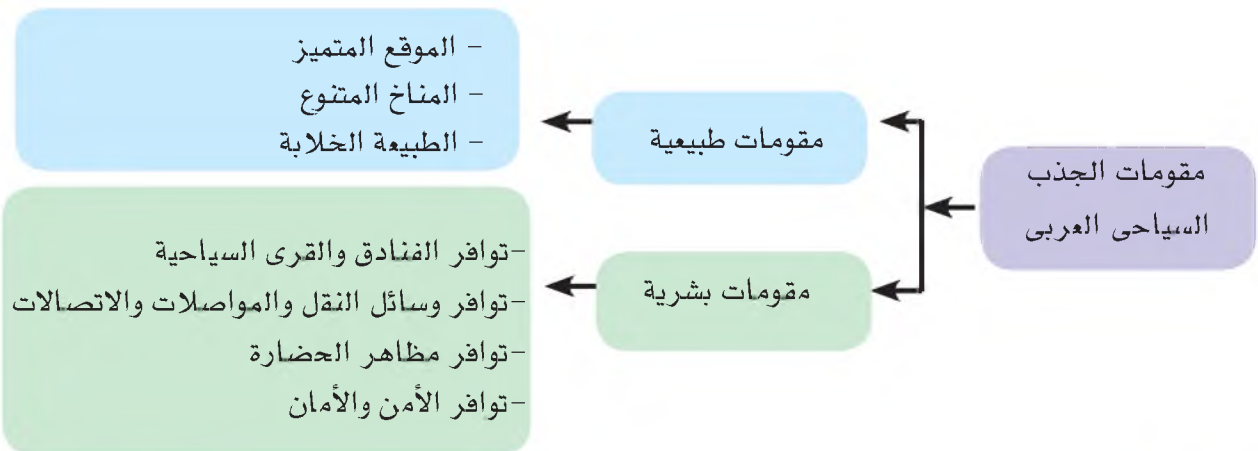 مقومات الجذب
السياحى العربى
مقومات طبيعية
- الموقع المتميز
- المناخ المتنوع
- الطبيعة الخلابة
مقومات بشرية
-توافر الفنادق والقرى السياحية
-توافر وسائل النقل والمواصلات والاتصالات
-توافر مظاهر الحضارة
-توافر الأمن والأمان